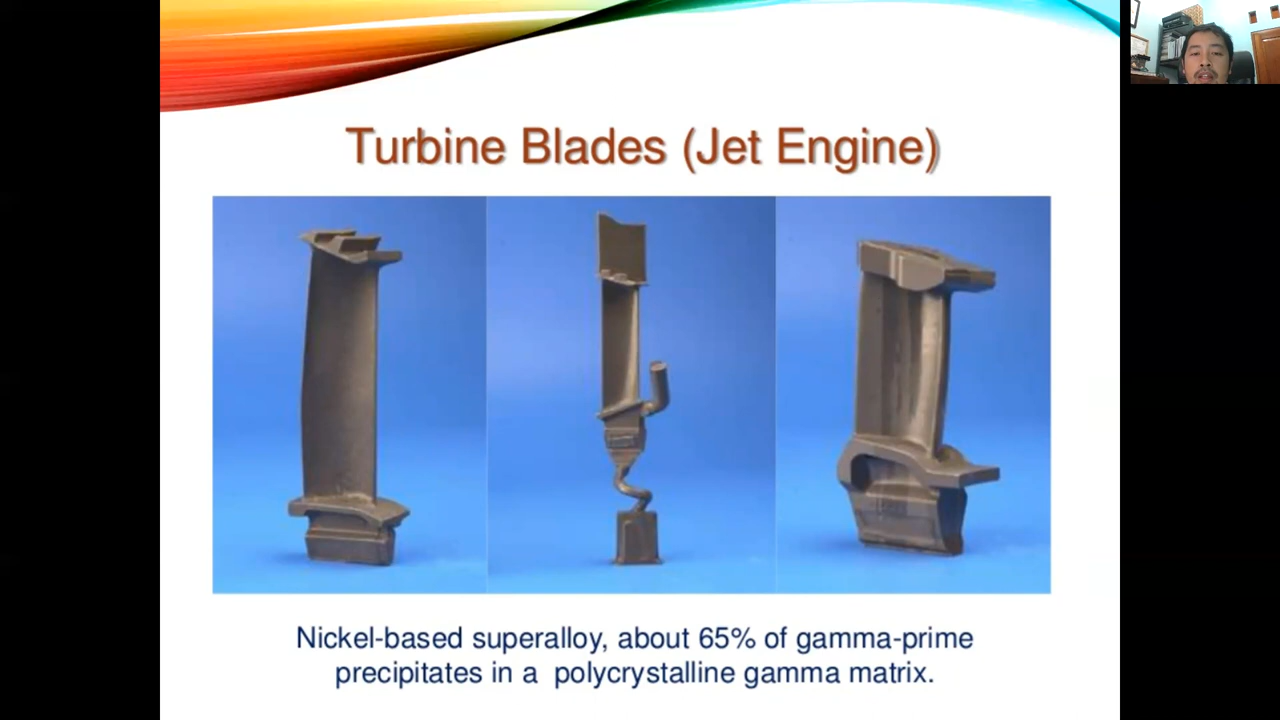 Turbine Blades (Jet Engine)
Nickel-based superalloy, about 65% of gamma-prime
precipitates in a polycrystalline gamma matrix.